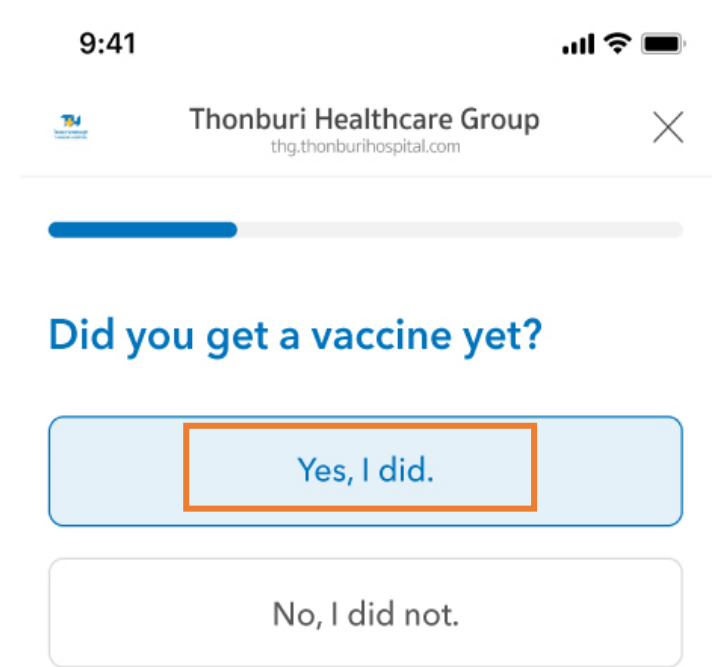 9:41
Thonburi Healthcare Group
thg.thonburihospital.com
Did you get a vaccine yet?
Yes, I did.
No, I did not.